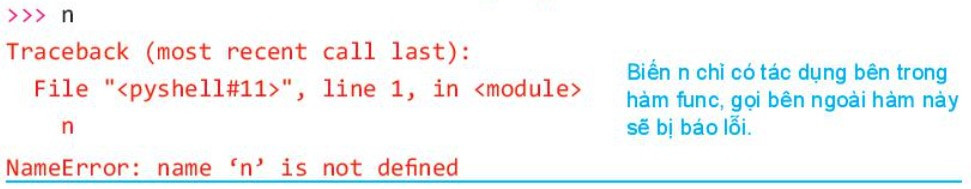 >>> n
Traceback (most recent call last):
File "<pyshell#11>", line 1, in <module>
n
NameError: name ‘n’ is not defined
Biến n chỉ có tác dụng bên trong
hàm func, gọi bên ngoài hàm này
sẽ bị báo lỗi.